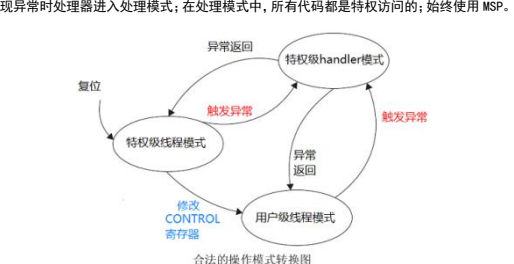 现异常时处理器进入处理模式；在处理模式中，所有代码都是特权访问的；始终使用 MSP。
异常返回
特权级handler模式
复位
触发异常
触发异常
特权级线程模式
异常
返回
修改
CONTROL
寄存器
用户级线程模式
合法的操作模式转换图